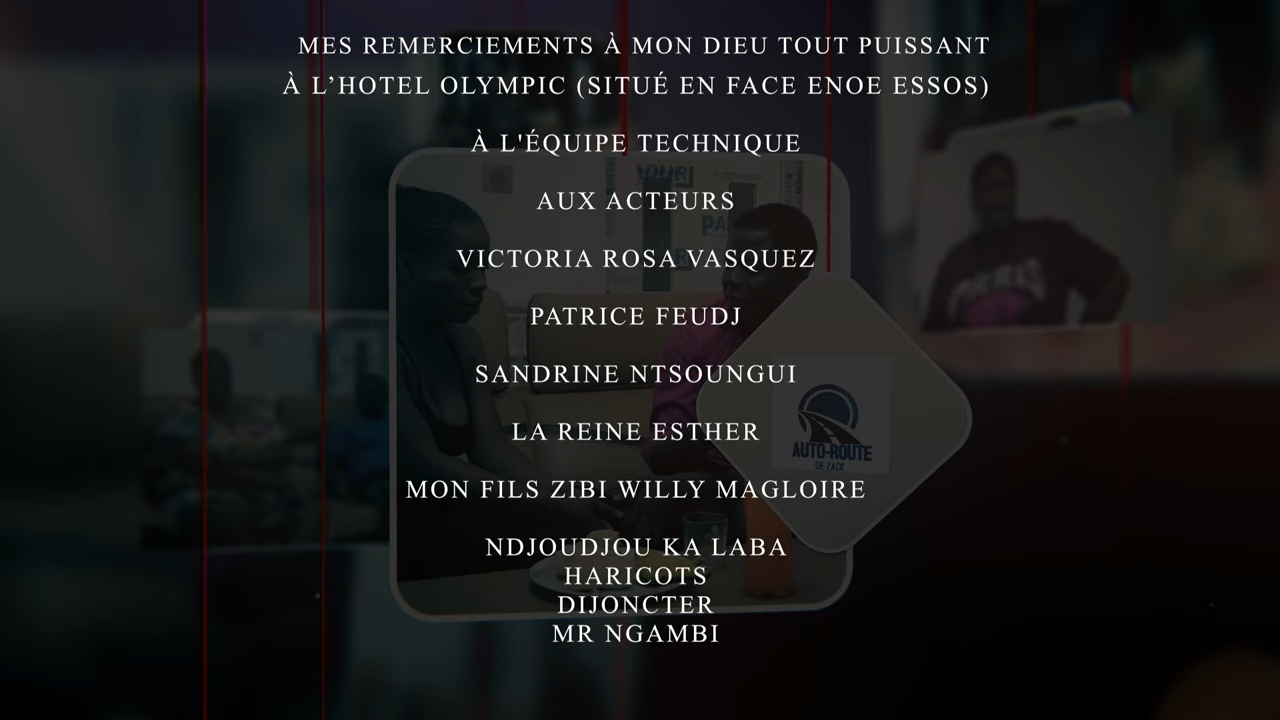 MES REMERCIEMENTS À MON DIEU TOUT PUISSANT
À L’HOTEL OLYMPIC (SITUÉ EN FACE ENOE ESSOS)
À L'ÉQUIPE TECHNIQUE
AUX ACTEURS
VICTORIA ROSA VASQUEZ
PATRICE FEUDJ
SANDRINE NTSOUNGUI
LA REINE ESTHER
AUTO-ROUTE
DE ZACK
MON FILS ZIBI WILLY MAGLOIRE
NDJOUDJOU KA LABA
HARICOTS
DIJONCTER
MR NGAMBI